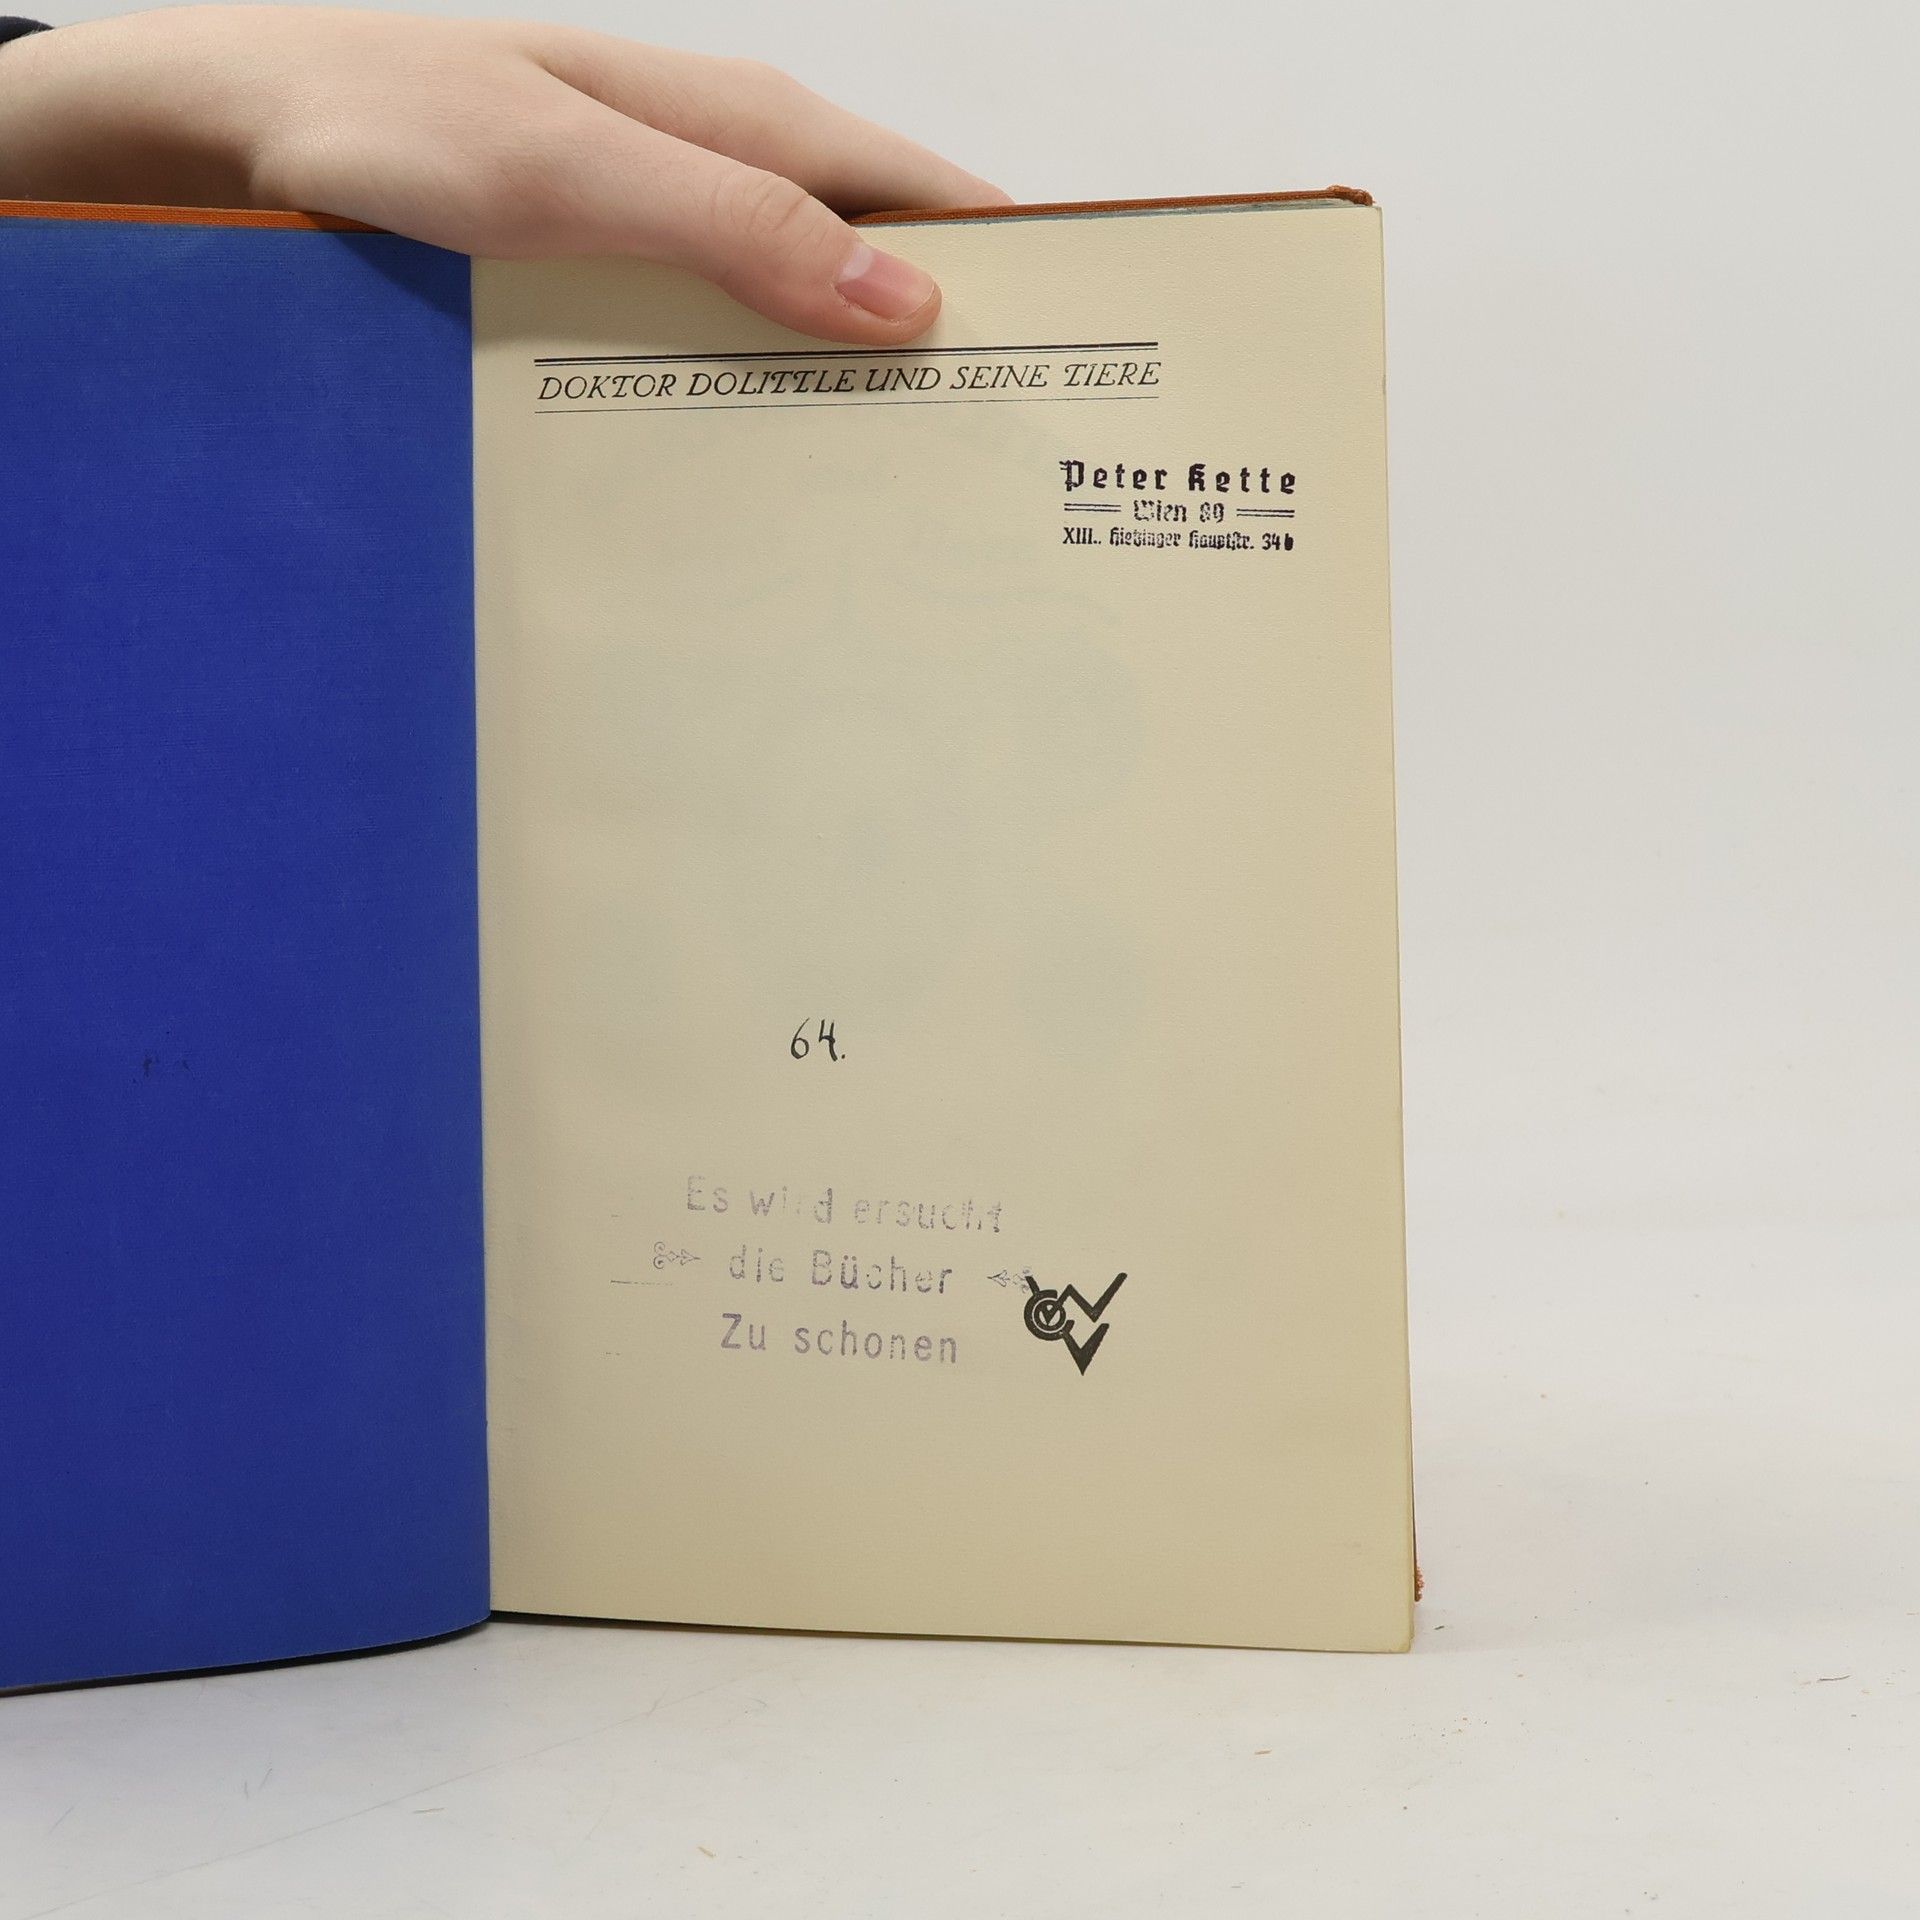 DOKTOR DOLITTLE UND SEINE TIERE
Peter Kette
Wien 89
XIII., Hietzinger Hauptstr. 34b
64.
Es wird ersucht
die Bücher
Zu schonen